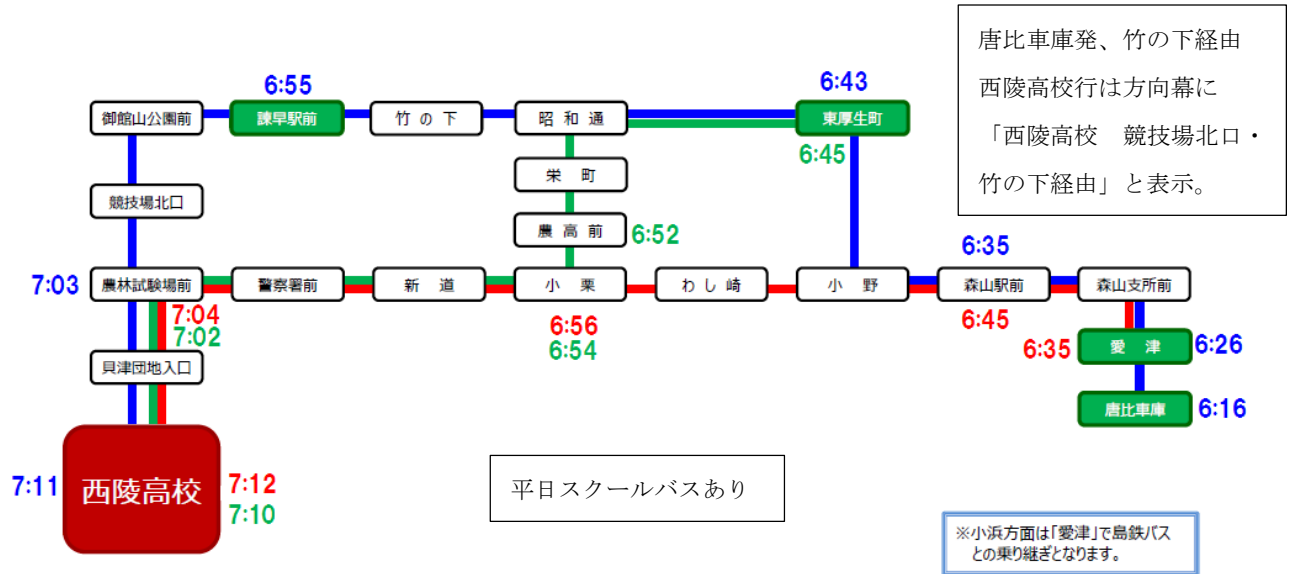 唐比車庫発、竹の下経由
西陵高校行は方向幕に
「西陵高校　競技場北口・
竹の下経由」と表示。
6:55
6:43
御館山公園前
諫早駅前
竹の下
昭和通
東厚生町
6:45
栄町
競技場北口
農高前
6:52
6:35
7:03
農林試験場前
警察署前
新道
小栗
わし崎
小野
森山駅前
森山支所前
7:04
7:02
6:56
6:54
6:45
6:35
愛津
6:26
貝津団地入口
唐比車庫
6:16
7:11
西陵高校
7:12
7:10
平日スクールバスあり
※小浜方面は「愛津」で島鉄バス
との乗り継ぎとなります。